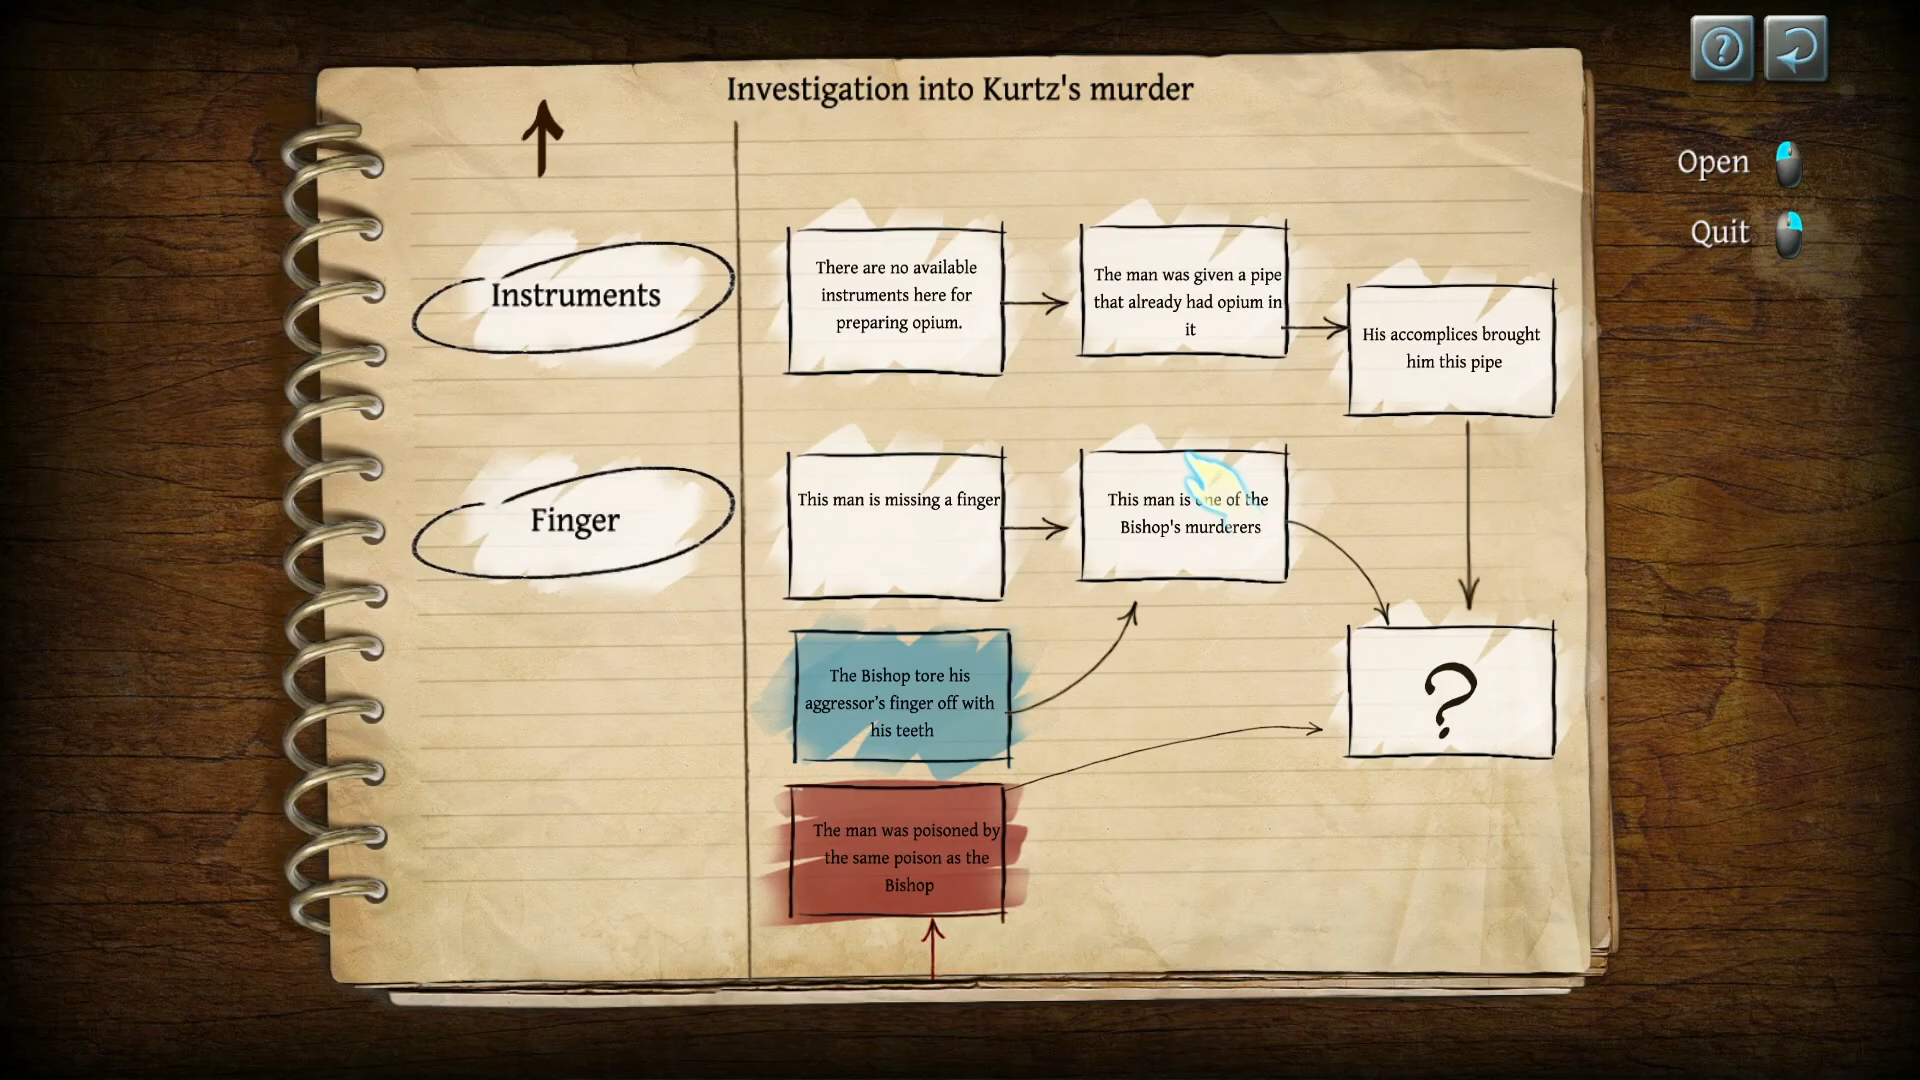 Investigation into Kurtz's murder
Open
Quit
Instruments
There are no available
instruments here for
preparing opium.
The man was given a pipe
that already had opium in
it
His accomplices brought
him this pipe
Finger
This man is missing a finger
This man is one of the
Bishop's murderers
The Bishop tore his
aggressor's finger off with
his teeth
?
The man was poisoned by
the same poison as the
Bishop